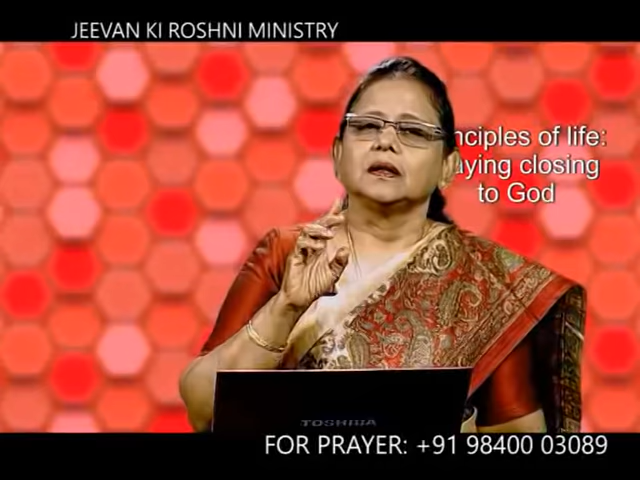 JEEVAN KI ROSHNI MINISTRY
nciples of life:
aying closing
to God
TOSHIBA
FOR PRAYER: +91 98400 03089